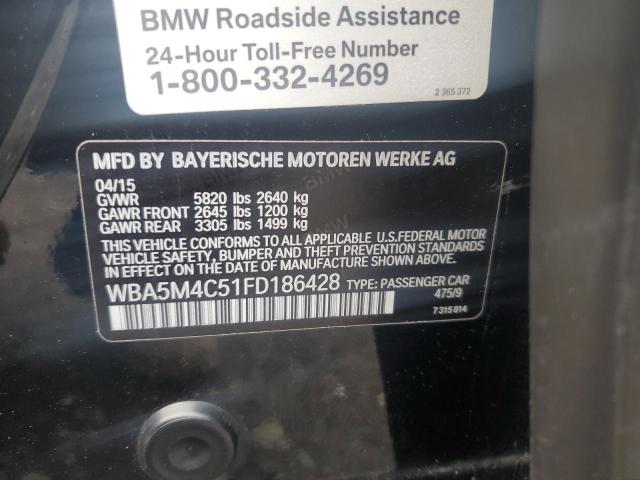 BMW Roadside Assistance
24-Hour Toll-Free Number
1-800-332-4269
2 365 372
MFD BY BAYERISCHE MOTOREN WERKE AG
04/15
GVWR 5820 lbs 2640 kg
GAWR FRONT 2645 lbs 1200 kg
GAWR REAR 3305 lbs 1499 kg
THIS VEHICLE CONFORMS TO ALL APPLICABLE U.S.FEDERAL MOTOR
VEHICLE SAFETY, BUMPER, AND THEFT PREVENTION STANDARDS
IN EFFECT ON THE DATE OF MANUFACTURE SHOWN ABOVE.
WBA5M4C51FD186428 TYPE: PASSENGER CAR
475/9
7 315 814